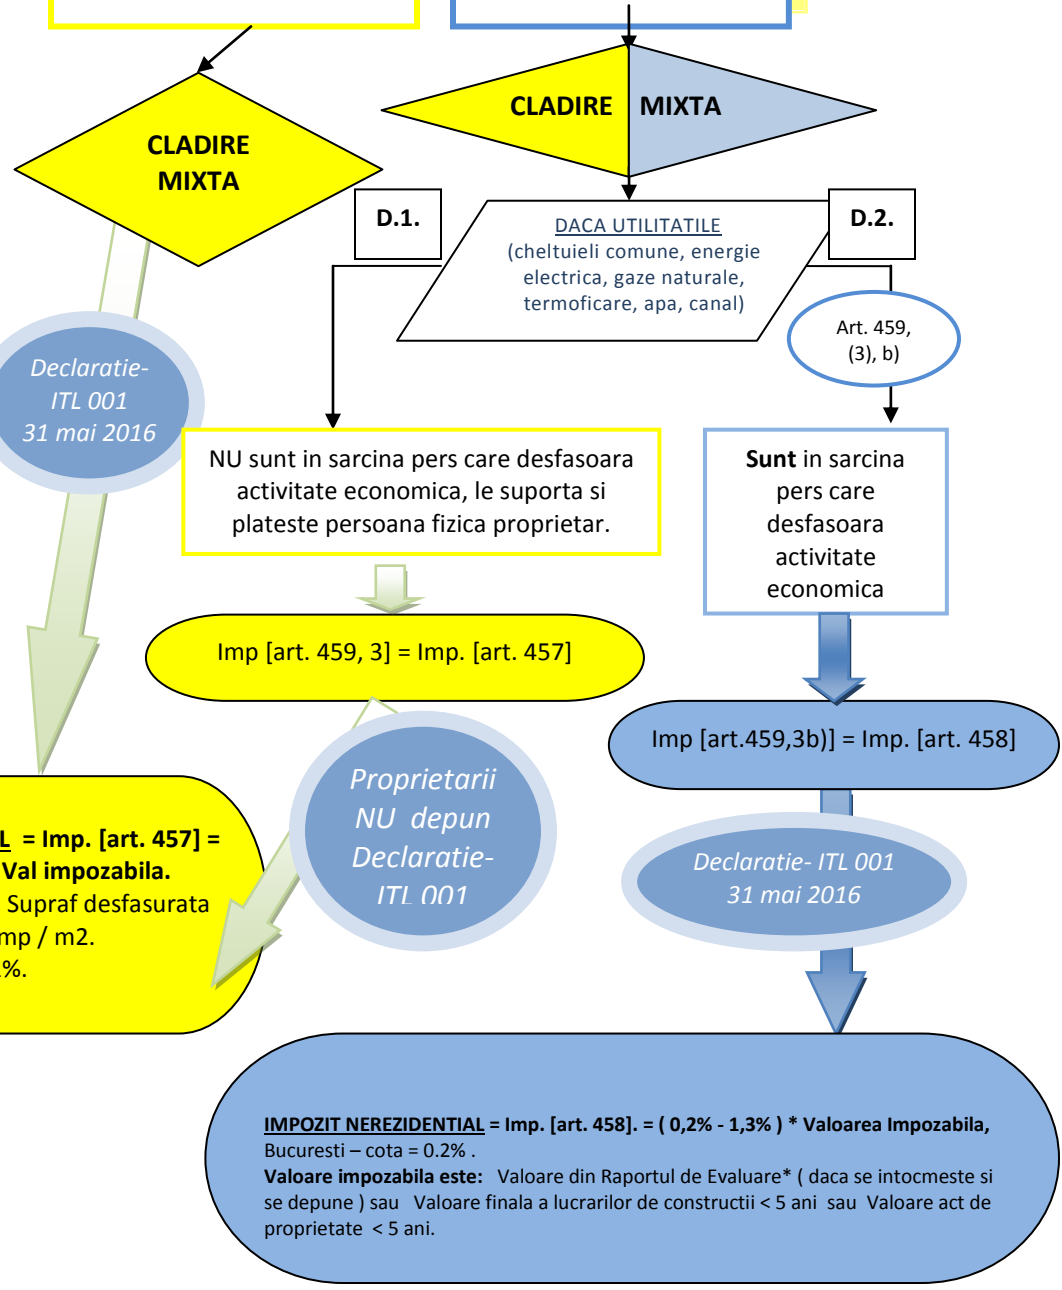 CLADIRE
MIXTA
CLADIRE MIXTA
D.1.
D.2.
DACA UTILITATILE
(cheltuieli comune, energie
electrica, gaze naturale,
termoficare, apa, canal)
Art. 459,
(3), b)
Declaratie-
ITL 001
31 mai 2016
NU sunt in sarcina pers care desfasoara
activitate economica, le suporta si
plateste persoana fizica proprietar.
Sunt in sarcina
pers care
desfasoara
activitate
economica
Imp [art. 459, 3] = Imp. [art. 457]
Imp [art.459,3b)] = Imp. [art. 458]
Proprietarii
NU depun
Declaratie-
ITL 001
Declaratie- ITL 001
31 mai 2016
L = Imp. [art. 457] =
Val impozabila.
Supraf desfasurata
mp / m2.
%.
IMPOZIT NEREZIDENTIAL = Imp. [art. 458]. = ( 0,2% - 1,3% ) * Valoarea Impozabila,
Bucuresti – cota = 0.2% .
Valoare impozabila este: Valoare din Raportul de Evaluare* ( daca se intocmeste si
se depune ) sau Valoare finala a lucrarilor de constructii < 5 ani sau Valoare act de
proprietate < 5 ani.